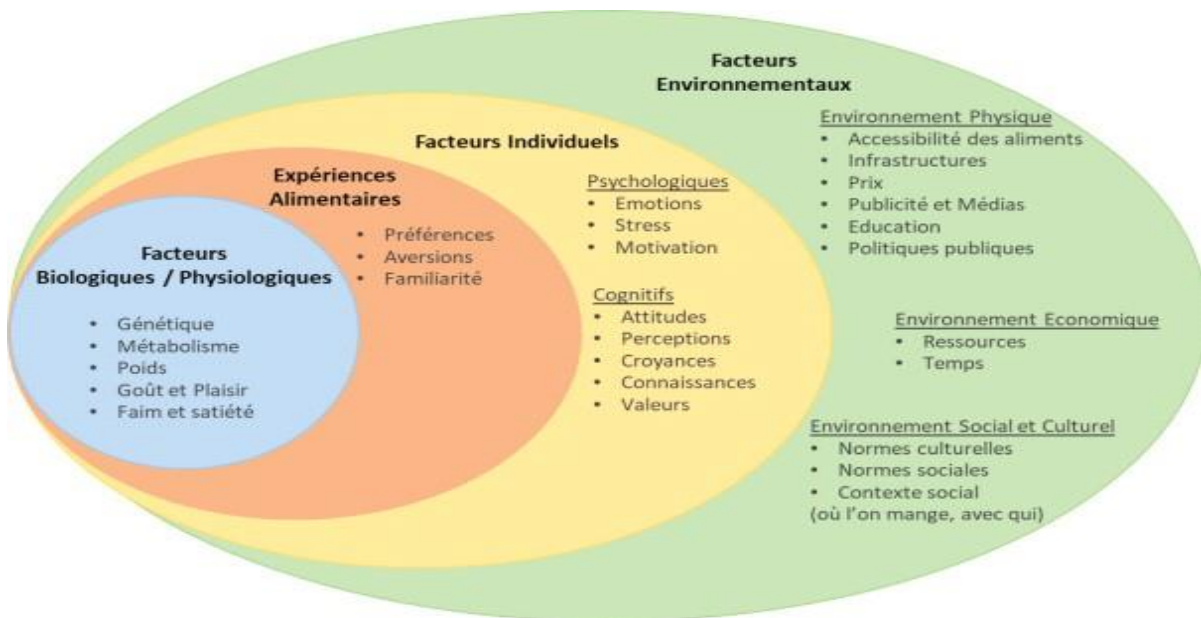 Facteurs
Environnementaux
Environnement Physique
• Accessibilité des aliments
• Infrastructures
• Prix
• Publicité et Médias
• Education
• Politiques publiques
Environnement Economique
• Ressources
• Temps
Environnement Social et Culturel
• Normes culturelles
• Normes sociales
• Contexte social
(où l’on mange, avec qui)
Facteurs Individuels
Psychologiques
• Emotions
• Stress
• Motivation
Cognitifs
• Attitudes
• Perceptions
• Croyances
• Connaissances
• Valeurs
Expériences
Alimentaires
• Préférences
• Aversions
• Familiarité
Facteurs
Biologiques / Physiologiques
• Génétique
• Métabolisme
• Poids
• Goût et Plaisir
• Faim et satiété